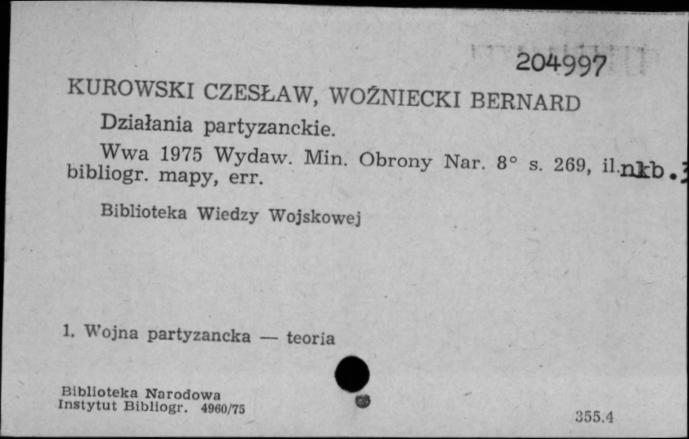 204997
KUROWSKI CZESŁAW, WOŹNIECKI BERNARD
Działania partyzanckie.
Wwa 1975 Wydaw. Min. Obrony Nar. 8° s. 269, il.
bibliogr. mapy, err.
Biblioteka Wiedzy Wojskowej
1. Wojna partyzancka — teoria
Biblioteka Narodowa
Instytut Bibliogr. 4960/75
355.4